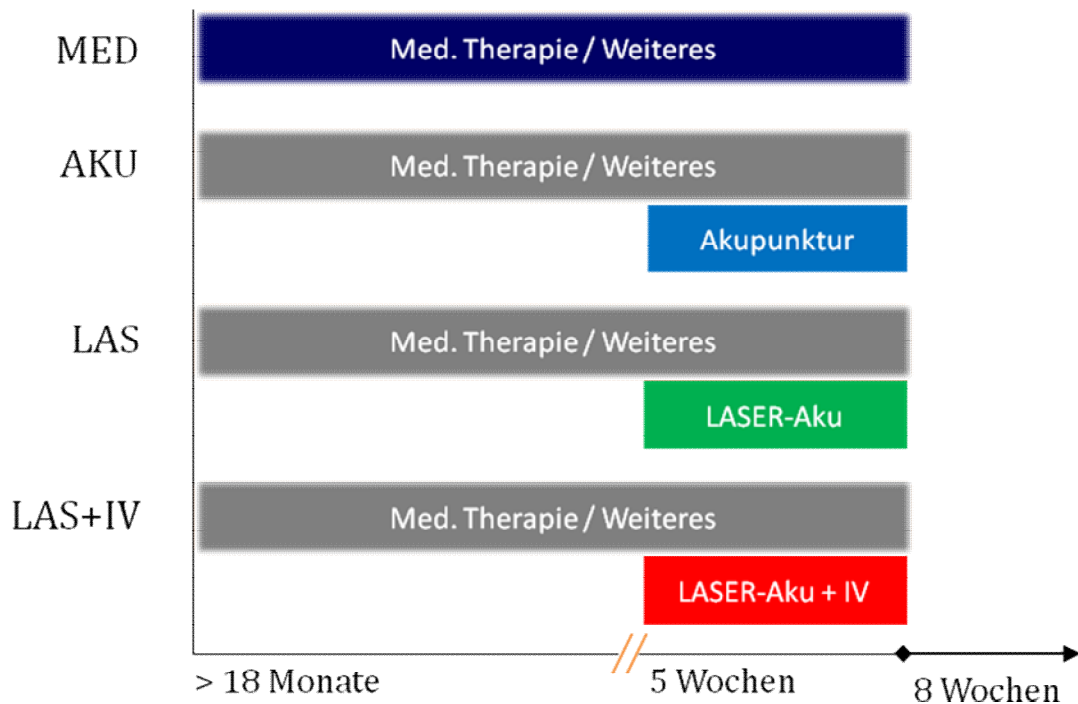 MED
Med. Therapie / Weiteres
AKU
Med. Therapie / Weiteres
Akupunktur
LAS
Med. Therapie / Weiteres
LASER-Aku
LAS+IV
Med. Therapie / Weiteres
LASER-Aku + IV
> 18 Monate
5 Wochen
8 Wochen